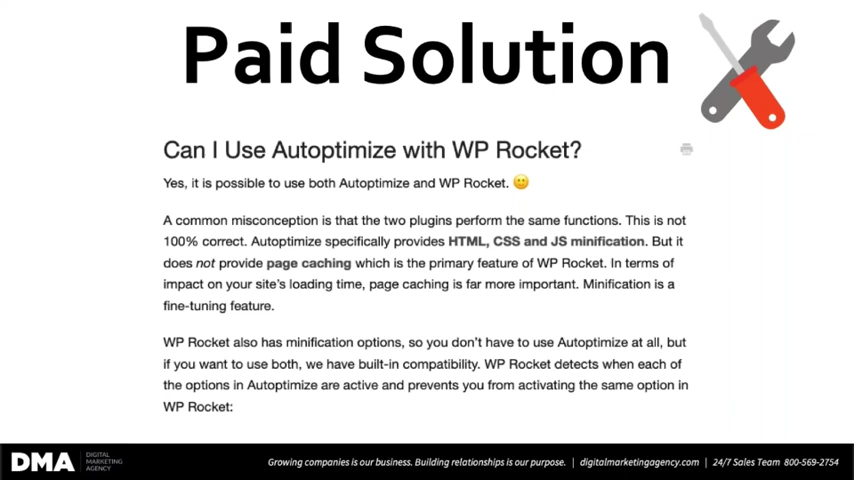 Paid Solution
Can I Use Autoptimize with WP Rocket?
Yes, it is possible to use both Autoptimize and WP Rocket. 🙂
A common misconception is that the two plugins perform the same functions. This is not
100% correct. Autoptimize specifically provides HTML, CSS and JS minification. But it
does not provide page caching which is the primary feature of WP Rocket. In terms of
impact on your site's loading time, page caching is far more important. Minification is a
fine-tuning feature.
WP Rocket also has minification options, so you don't have to use Autoptimize at all, but
if you want to use both, we have built-in compatibility. WP Rocket detects when each of
the options in Autoptimize are active and prevents you from activating the same option in
WP Rocket:
DMA
DIGITAL
MARKETING
AGENCY
Growing companies is our business. Building relationships is our purpose. | digitalmarketingagency.com | 24/7 Sales Team 800-569-2754